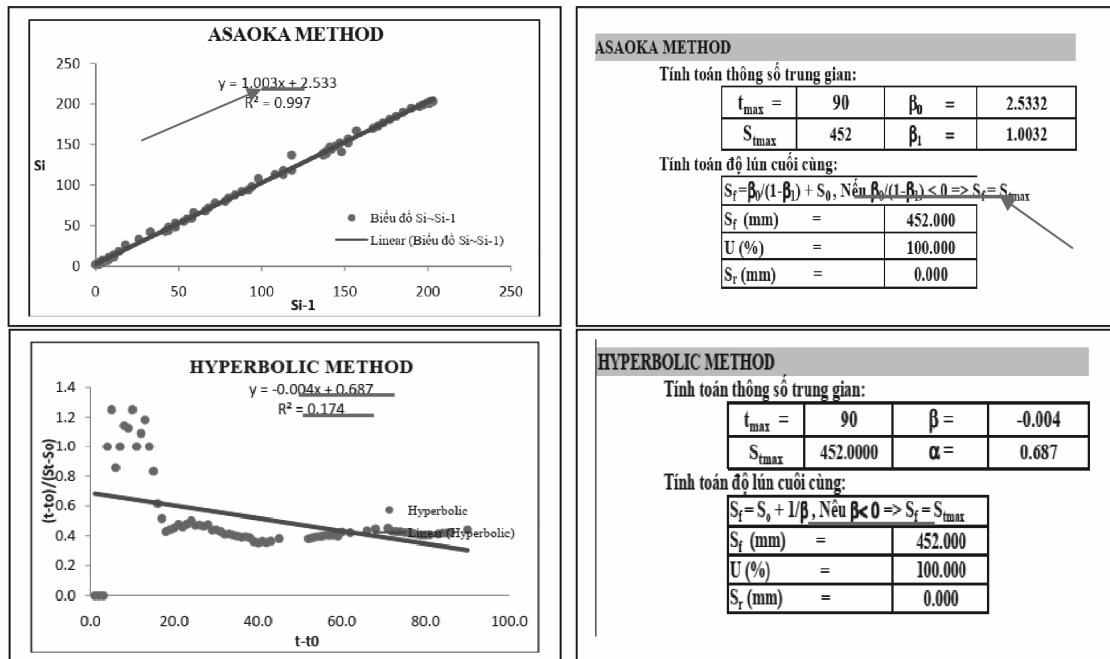 ASAOKA METHOD
y = 1.003x + 2.533
R² = 0.997
250
200
150
100
50
0
Si
Biểu đồ Si~Si-1
Linear (Biểu đồ Si~Si-1)
0 50 100 150 200 250
Si-1
ASAOKA METHOD
Tính toán thông số trung gian:
tmax = 90 β0 = 2.5332
Stmax 452 β1 = 1.0032
Tính toán độ lún cuối cùng:
Sf =β0/(1-β1) + S0 , Nếu β0/(1-β1) < 0 => Sf = Stmax
Sf (mm) = 452.000
U (%) = 100.000
Sr (mm) = 0.000
HYPERBOLIC METHOD
y = -0.004x + 0.687
R² = 0.174
1.4
1.2
1.0
0.8
0.6
0.4
0.2
0.0
(t-to)/(St-So)
Hyperbolic
Linear (Hyperbolic)
0.0 20.0 40.0 60.0 80.0 100.0
t-t0
HYPERBOLIC METHOD
Tính toán thông số trung gian:
tmax = 90 β = -0.004
Stmax 452.0000 α = 0.687
Tính toán độ lún cuối cùng:
Sf = So + 1/β , Nếu β< 0 => Sf = Stmax
Sf (mm) = 452.000
U (%) = 100.000
Sr (mm) = 0.000